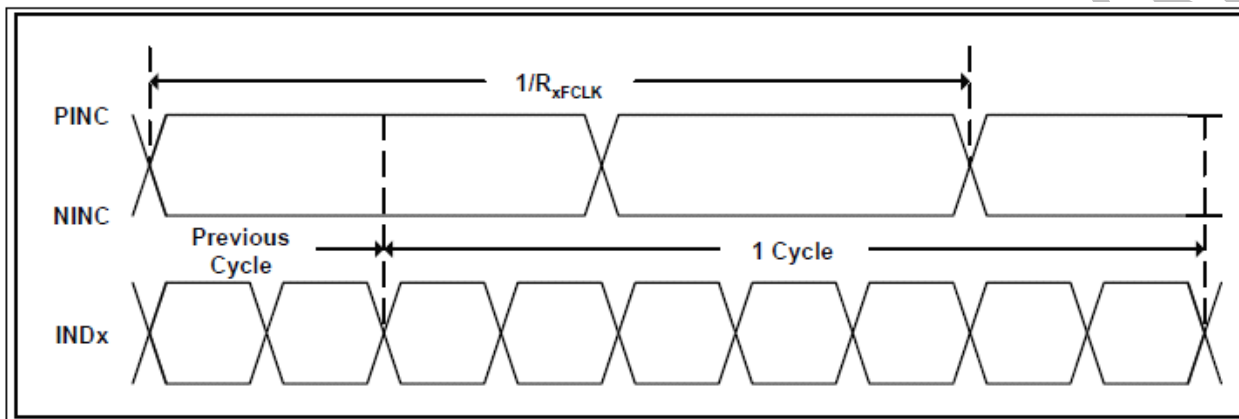 1/RxFCLK
PINC
NINC
Previous
Cycle
1 Cycle
INDx